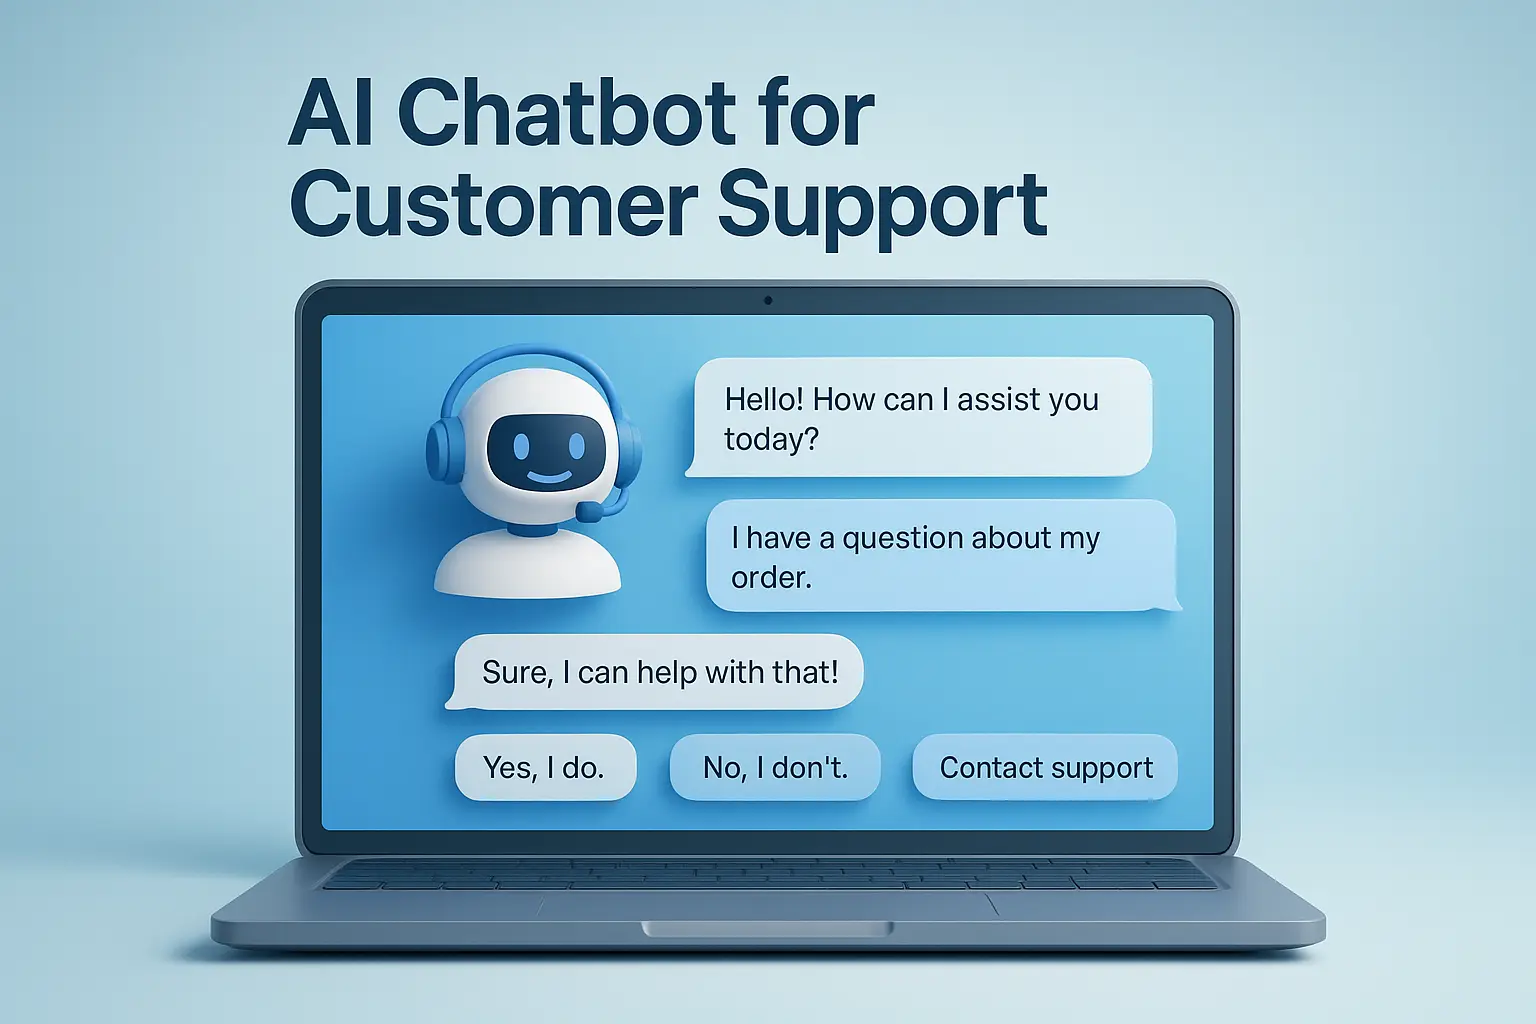 AI Chatbot for
Customer Support
Hello! How can I assist you
today?
I have a question about my
order.
Sure, I can help with that!
Yes, I do.
No, I don't.
Contact support